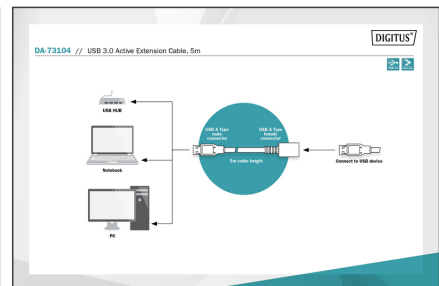 DIGITUS®
DA-73104 // USB 3.0 Active Extension Cable, 5m
USB HUB
USB A Type
male
connector
USB A Type
female
connector
5m cable length
Connect to USB device
Notebook
PC